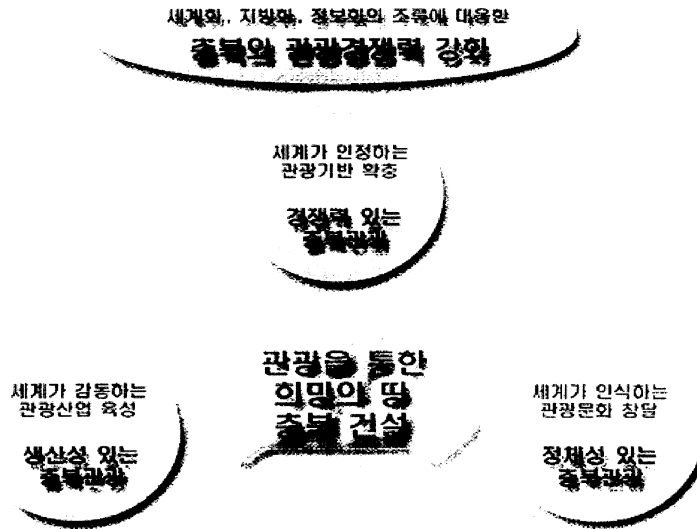 세계화, 지방화, 정보화의 조류에 대응한
충북의 관광경쟁력 강화
세계가 인정하는
관광기반 확충
경쟁력 있는
충북관광
관광을 통한
희망의 땅
충북 건설
세계가 감동하는
관광산업 육성
생산성 있는
충북관광
세계가 인식하는
관광문화 창달
정체성 있는
충북관광